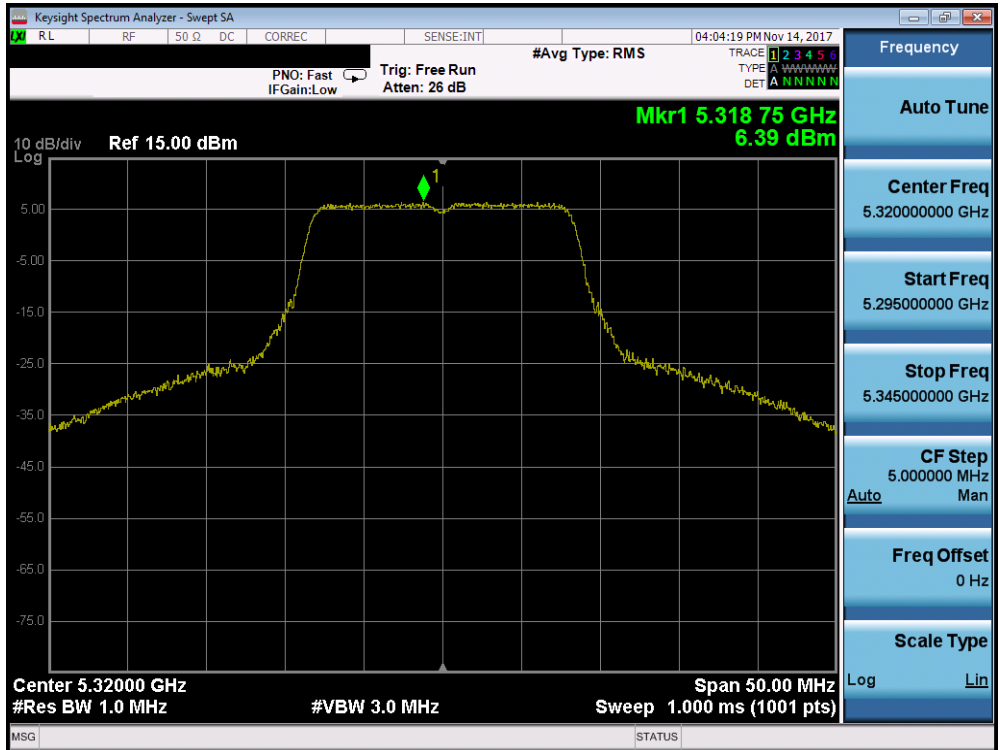 Keysight Spectrum Analyzer - Swept SA
LXI RL RF 50 Ω DC CORREC SENSE:INT 04:04:19 PM Nov 14, 2017
#Avg Type: RMS
TRACE 1 2 3 4 5 6
PNO: Fast Trig: Free Run TYPE A WWWWW
IFGain:Low Atten: 26 dB DET A N N N N N
Mkr1 5.318 75 GHz
6.39 dBm
10 dB/div Ref 15.00 dBm
Log
1
5.00
-5.00
-15.0
-25.0
-35.0
-45.0
-55.0
-65.0
-75.0
Center 5.32000 GHz Span 50.00 MHz
#Res BW 1.0 MHz #VBW 3.0 MHz Sweep 1.000 ms (1001 pts)
MSG STATUS
Frequency
Auto Tune
Center Freq
5.320000000 GHz
Start Freq
5.295000000 GHz
Stop Freq
5.345000000 GHz
CF Step
5.000000 MHz
Auto Man
Freq Offset
0 Hz
Scale Type
Log Lin